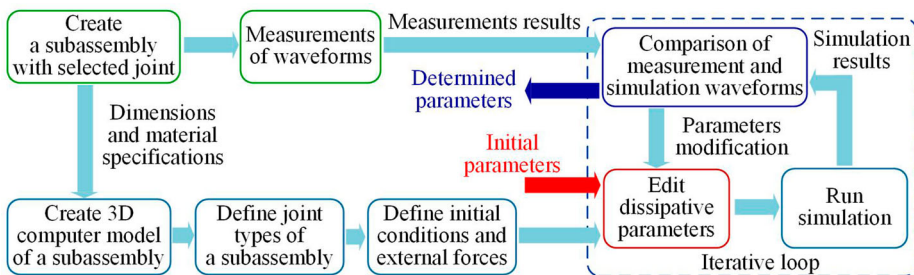 Create
a subassembly
with selected joint
Measurements
of waveforms
Measurements results
Comparison of
measurement and
simulation waveforms
Simulation
results
Determined
parameters
Dimensions
and material
specifications
Parameters
modification
Initial
parameters
Create 3D
computer model
of a subassembly
Define joint
types of
a subassembly
Define initial
conditions and
external forces
Edit
dissipative
parameters
Run
simulation
Iterative loop